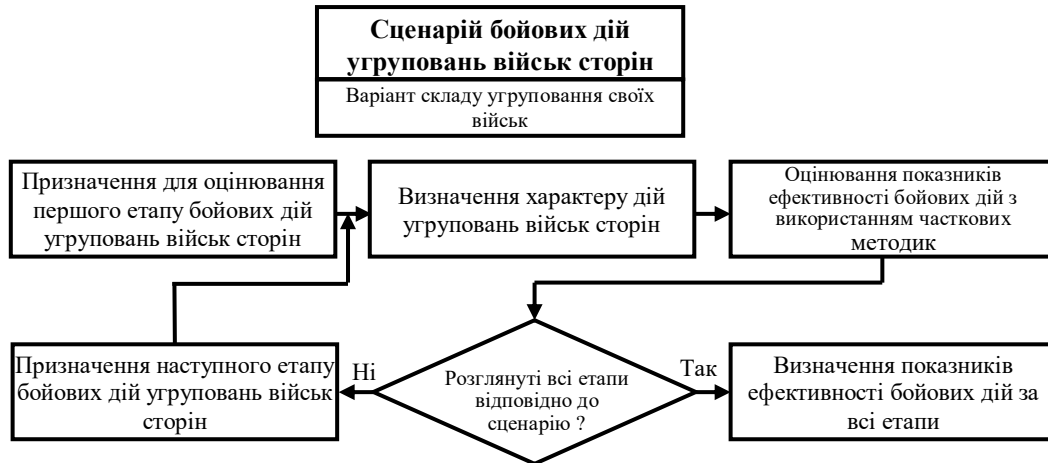 Сценарій бойових дій
угруповань військ сторін
Варіант складу угруповання своїх
військ
Призначення для оцінювання
першого етапу бойових дій
угруповань військ сторін
Визначення характеру дій
угруповань військ сторін
Оцінювання показників
ефективності бойових дій з
використанням часткових
методик
Призначення наступного етапу
бойових дій угруповань військ
сторін
Ні
Розглянуті всі етапи
відповідно до
сценарію ?
Так
Визначення показників
ефективності бойових дій за
всі етапи